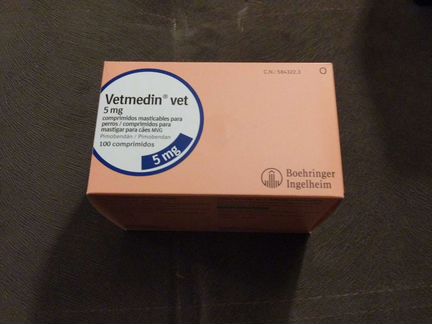 C.N.: 584322.3
Vetmedin® vet
5 mg
comprimidos masticables para
perros / comprimidos para
mastigar para cães MVG
Pimobendán / Pimobendan
100 comprimidos
5 mg
Boehringer
Ingelheim